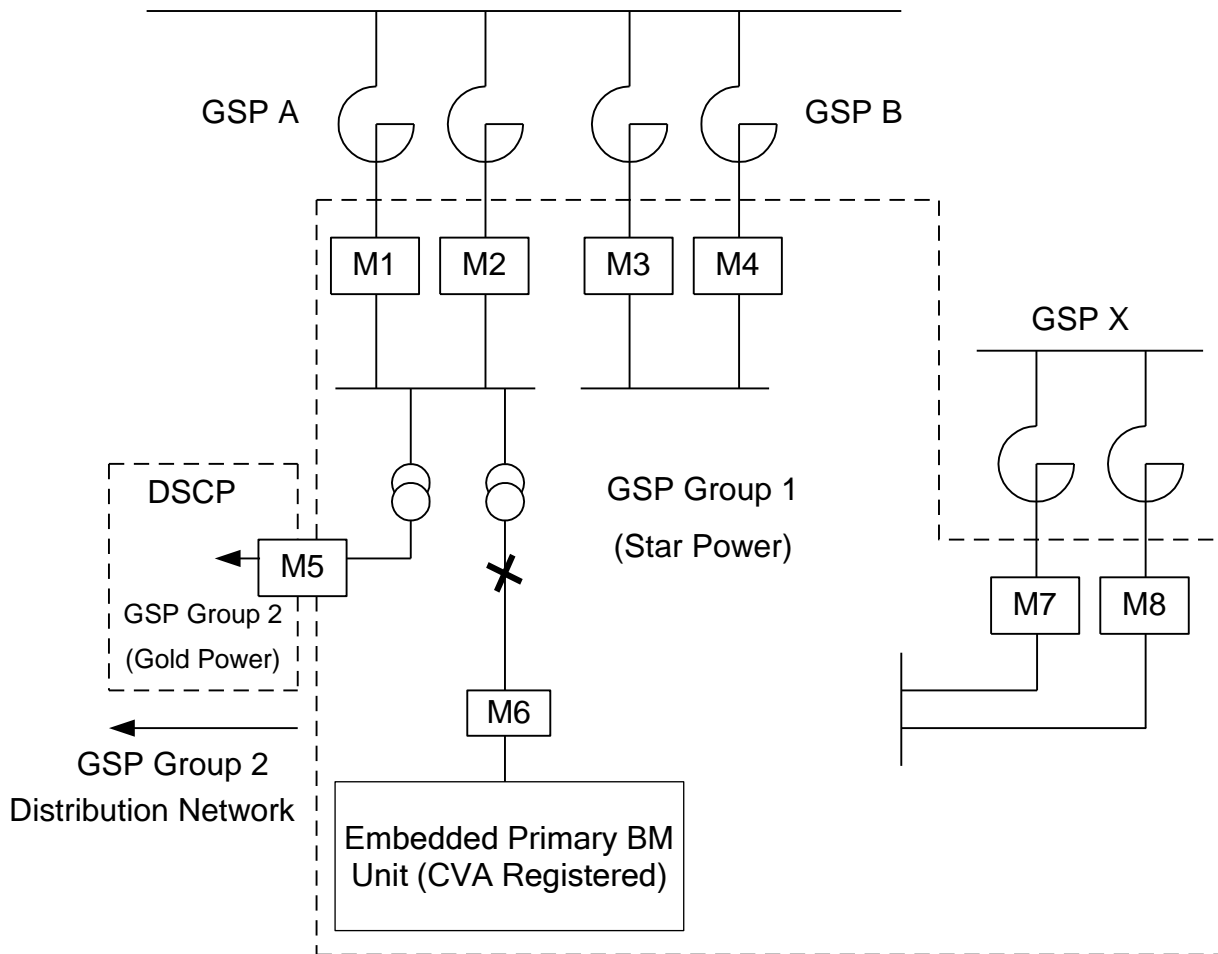 GSP A
GSP B
M1
M2
M3
M4
GSP X
DSCP
GSP Group 1
(Star Power)
M5
GSP Group 2
(Gold Power)
M7
M8
M6
GSP Group 2
Distribution Network
Embedded Primary BM
Unit (CVA Registered)